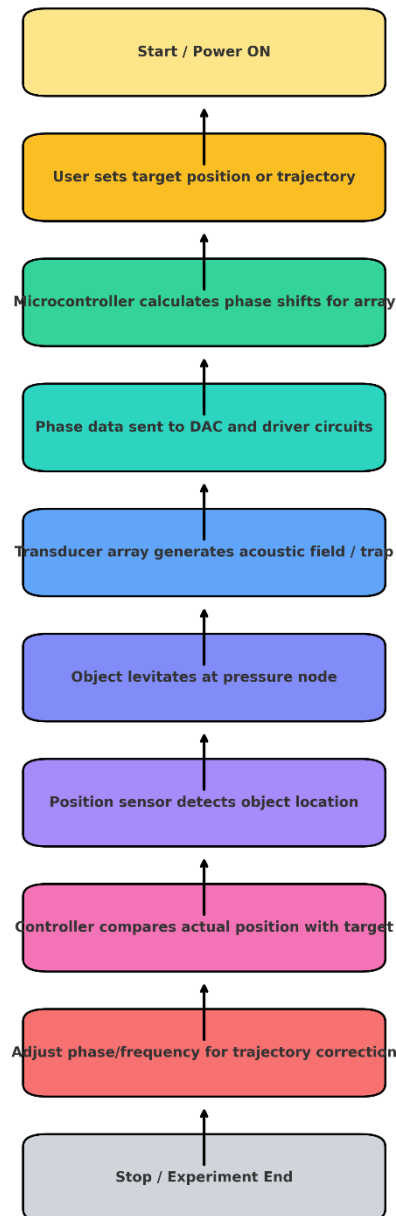 Start / Power ON
User sets target position or trajectory
Microcontroller calculates phase shifts for array
Phase data sent to DAC and driver circuits
Transducer array generates acoustic field / trap
Object levitates at pressure node
Position sensor detects object location
Controller compares actual position with target
Adjust phase/frequency for trajectory correction
Stop / Experiment End